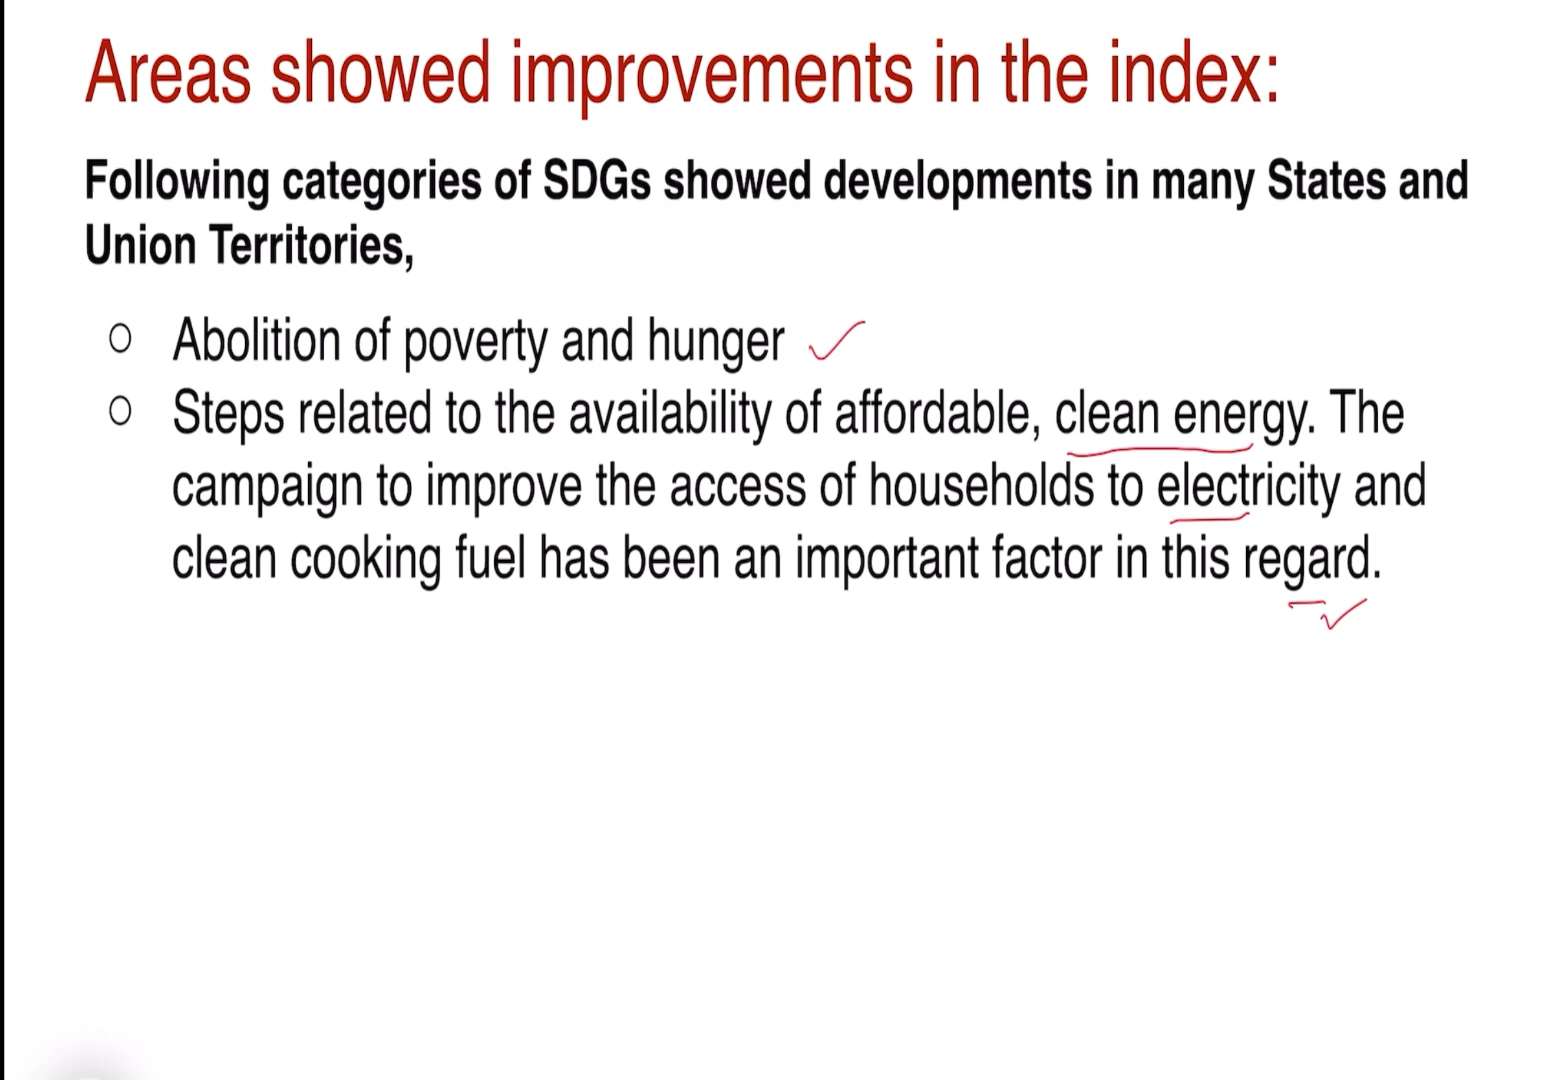 Areas showed improvements in the index:
Following categories of SDGs showed developments in many States and
Union Territories,
○ Abolition of poverty and hunger
○ Steps related to the availability of affordable, clean energy. The
campaign to improve the access of households to electricity and
clean cooking fuel has been an important factor in this regard.